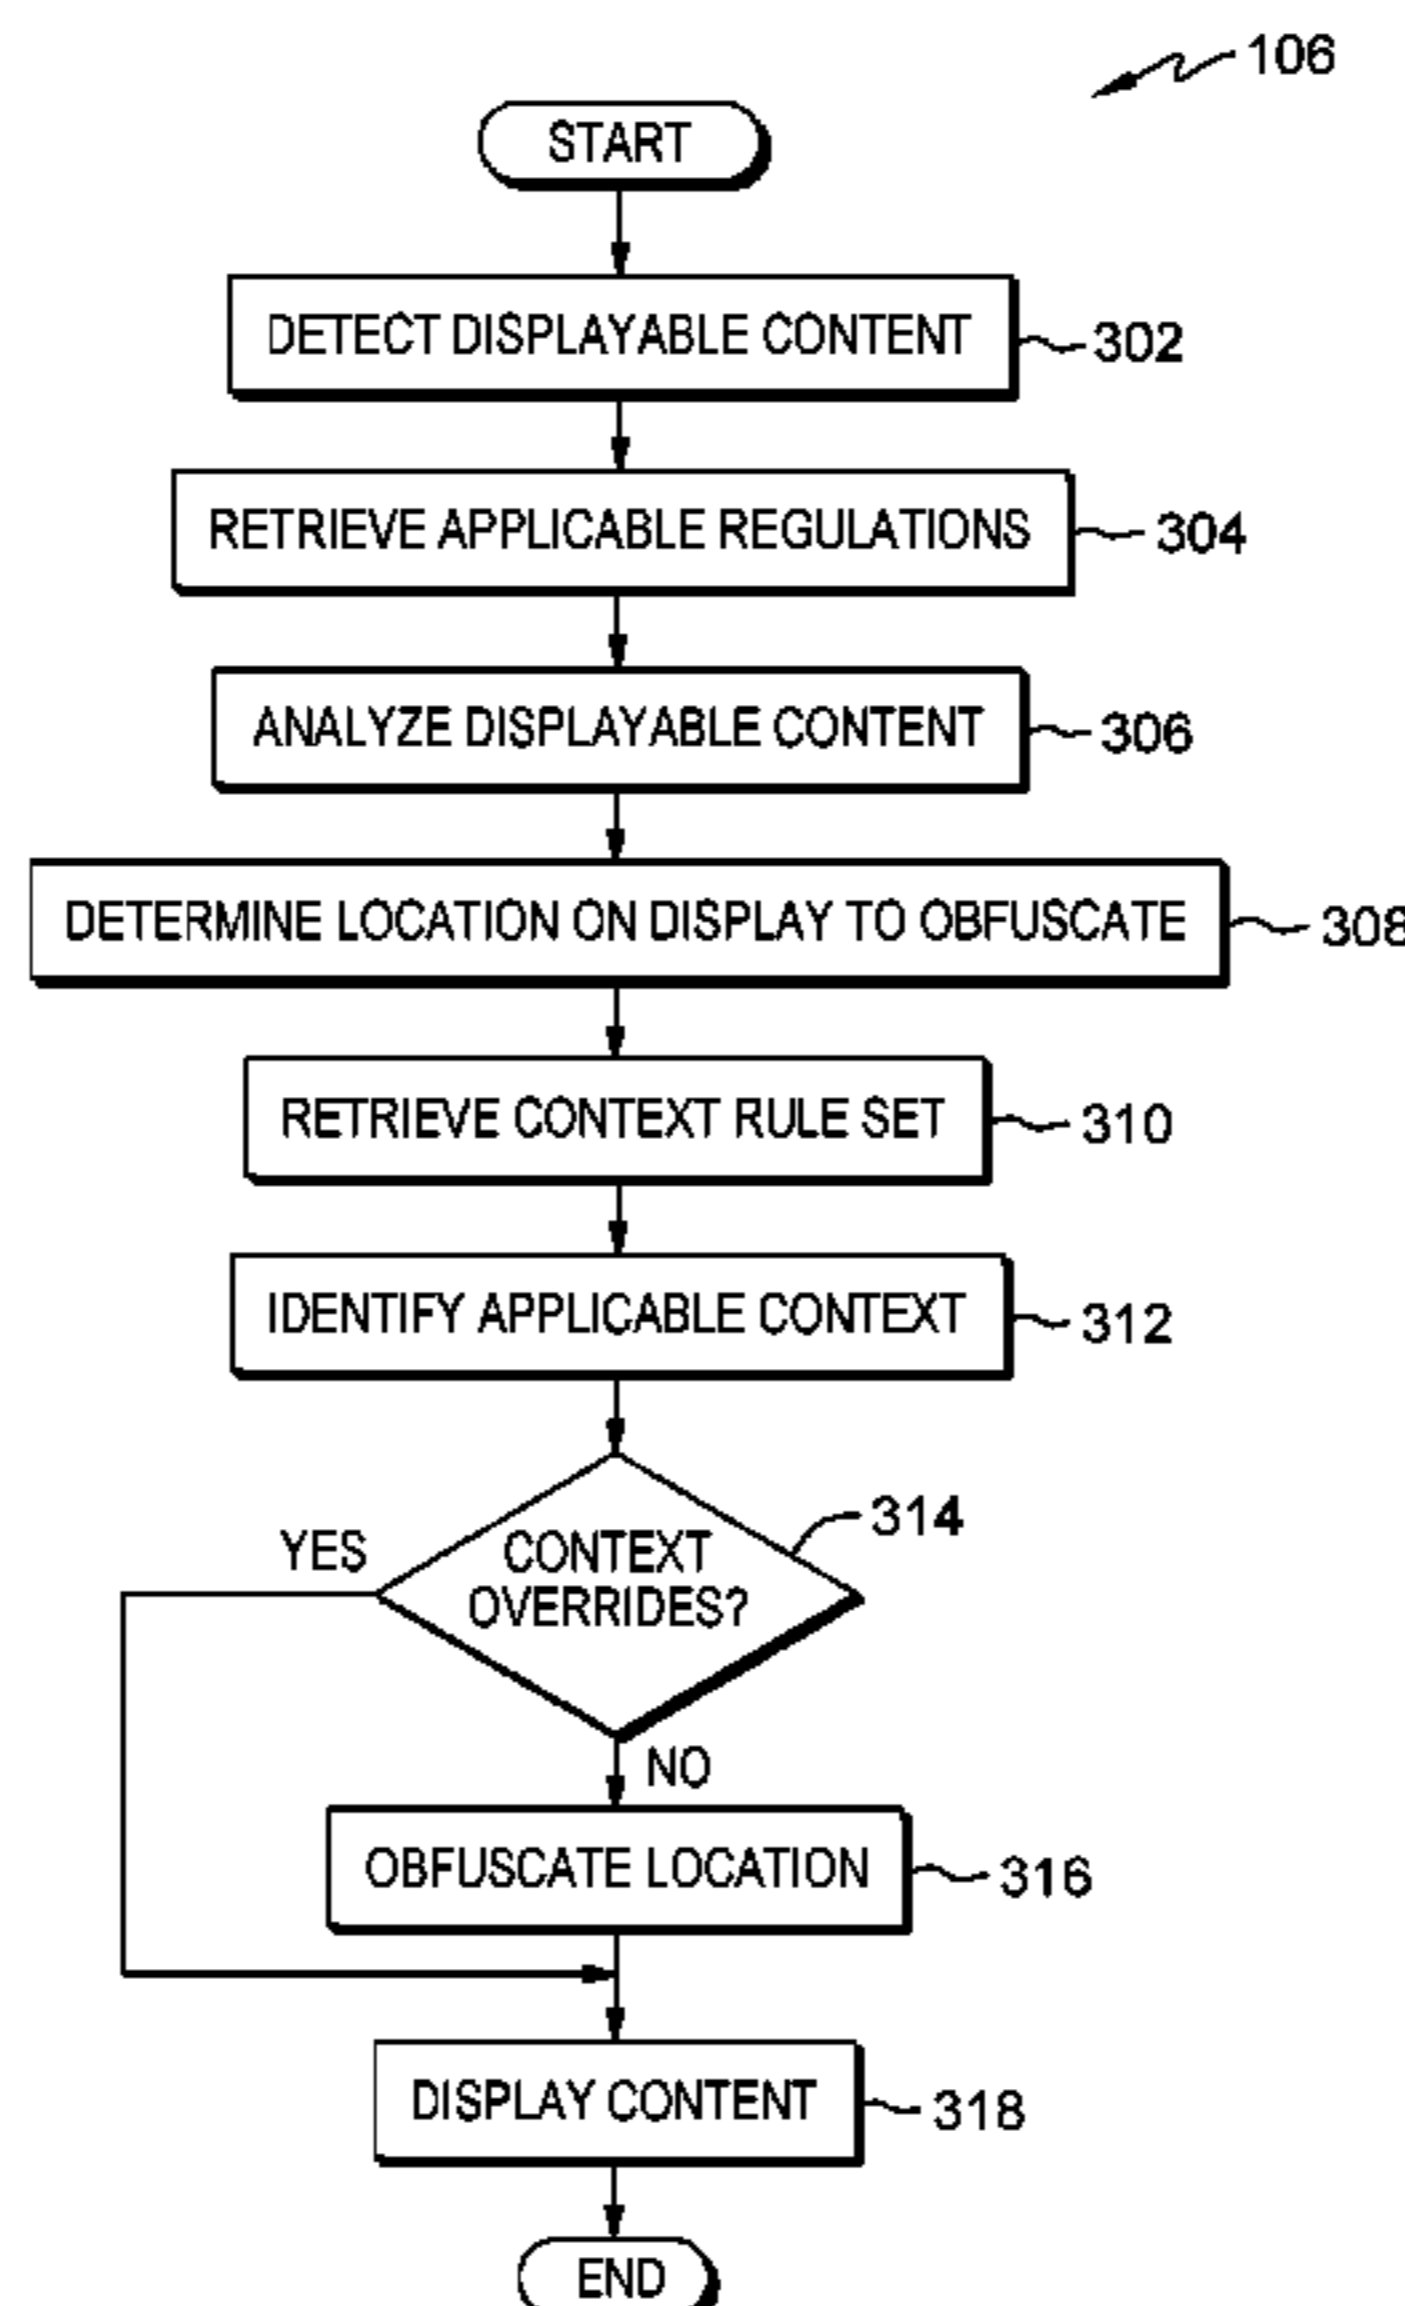 106
START
DETECT DISPLAYABLE CONTENT
302
RETRIEVE APPLICABLE REGULATIONS
304
ANALYZE DISPLAYABLE CONTENT
306
DETERMINE LOCATION ON DISPLAY TO OBFUSCATE
308
RETRIEVE CONTEXT RULE SET
310
IDENTIFY APPLICABLE CONTEXT
312
314
YES
CONTEXT
OVERRIDES?
NO
OBFUSCATE LOCATION
316
DISPLAY CONTENT
318
END